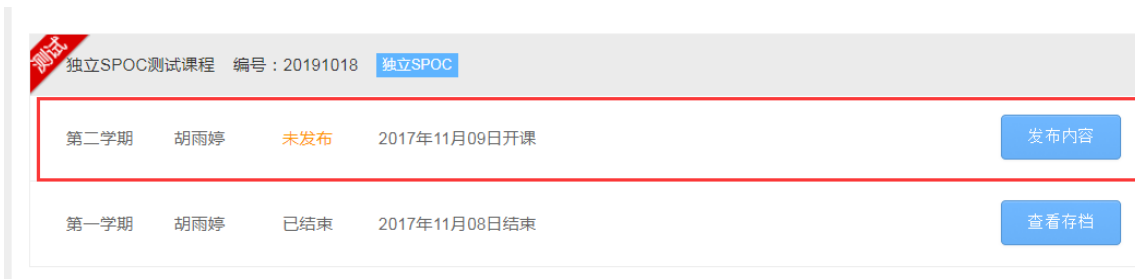 测试
独立SPOC测试课程 编号：20191018 独立SPOC
第二学期 胡雨婷 未发布 2017年11月09日开课 发布内容
第一学期 胡雨婷 已结束 2017年11月08日结束 查看存档